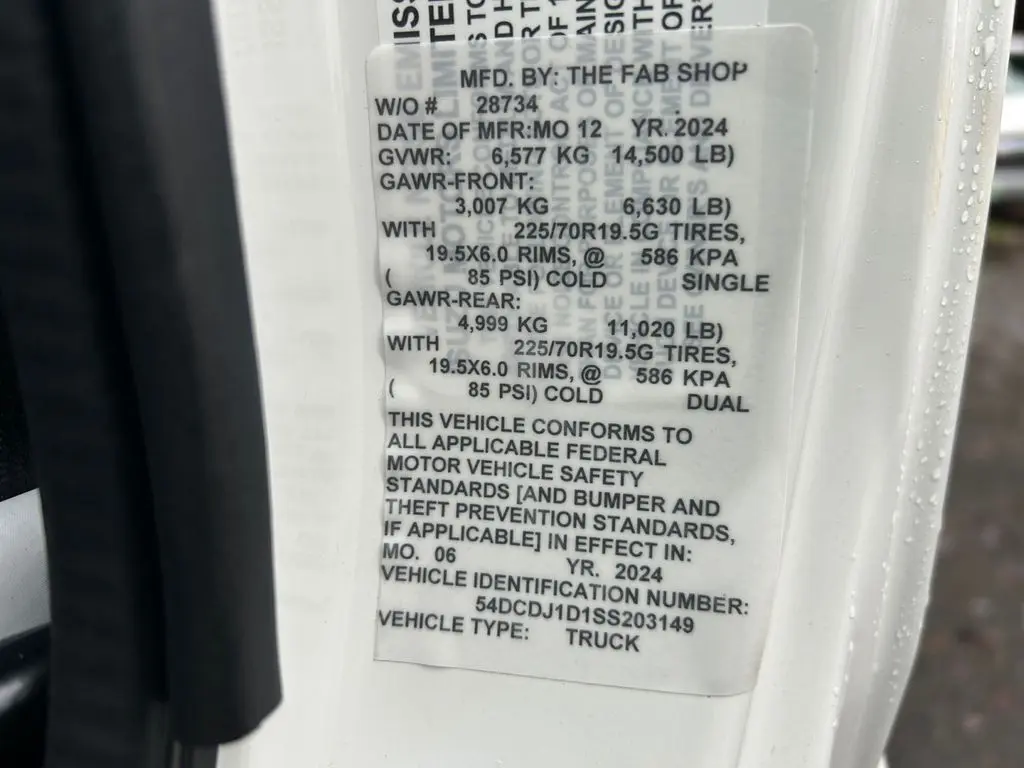 MFD. BY: THE FAB SHOP
W/O # 28734
DATE OF MFR:MO 12 YR. 2024
GVWR: 6,577 KG 14,500 LB)
GAWR-FRONT:
3,007 KG 6,630 LB)
WITH 225/70R19.5G TIRES,
19.5X6.0 RIMS, @ 586 KPA
( 85 PSI) COLD SINGLE
GAWR-REAR:
4,999 KG 11,020 LB)
WITH 225/70R19.5G TIRES,
19.5X6.0 RIMS, @ 586 KPA
( 85 PSI) COLD DUAL
THIS VEHICLE CONFORMS TO
ALL APPLICABLE FEDERAL
MOTOR VEHICLE SAFETY
STANDARDS [AND BUMPER AND
THEFT PREVENTION STANDARDS,
IF APPLICABLE] IN EFFECT IN:
MO. 06 YR. 2024
VEHICLE IDENTIFICATION NUMBER:
54DCDJ1D1SS203149
VEHICLE TYPE: TRUCK